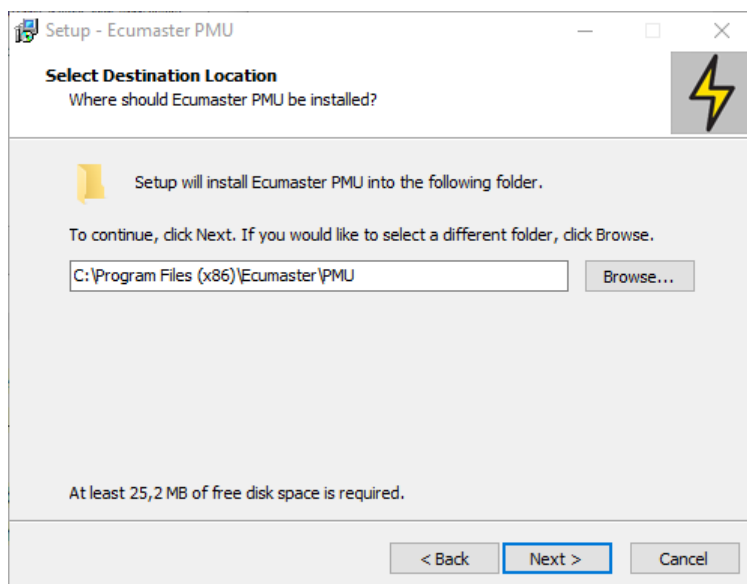 Setup - Ecumaster PMU
Select Destination Location
Where should Ecumaster PMU be installed?
Setup will install Ecumaster PMU into the following folder.
To continue, click Next. If you would like to select a different folder, click Browse.
C:\Program Files (x86)\Ecumaster\PMU
Browse...
At least 25,2 MB of free disk space is required.
< Back
Next >
Cancel